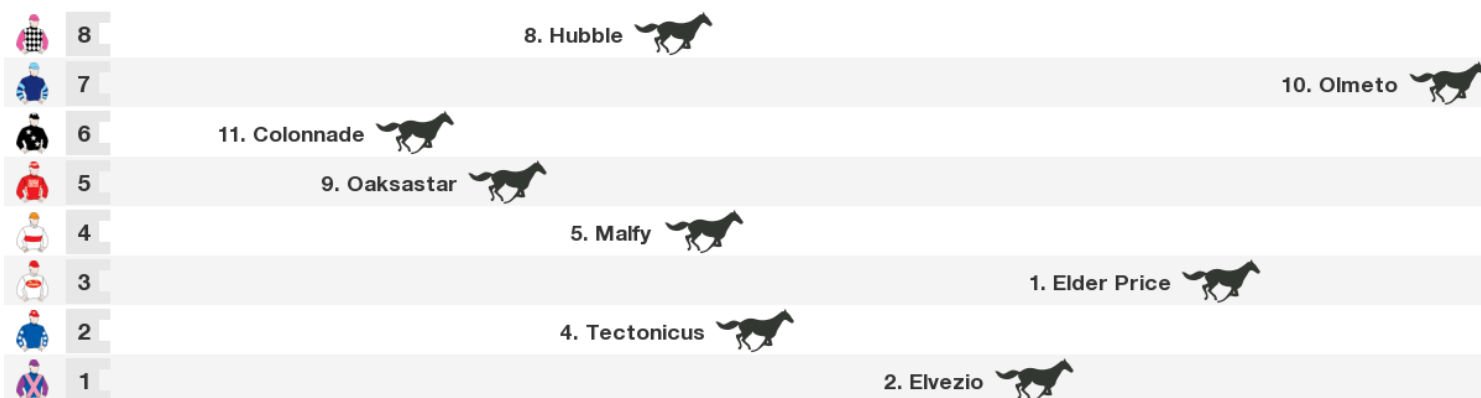 8 8. Hubble
7 10. Olmeto
6 11. Colonnade
5 9. Oaksastar
4 5. Malfy
3 1. Elder Price
2 4. Tectonicus
1 2. Elvezio